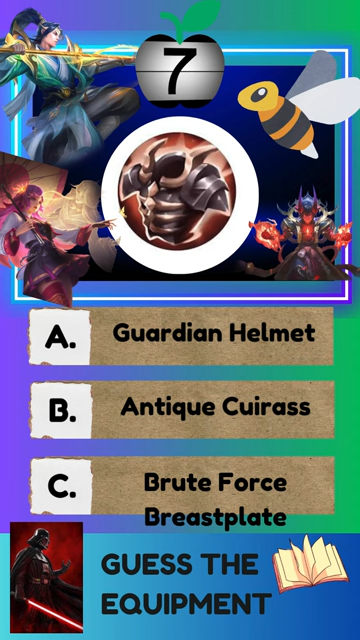 7
A. Guardian Helmet
B. Antique Cuirass
C. Brute Force
Breastplate
GUESS THE
EQUIPMENT